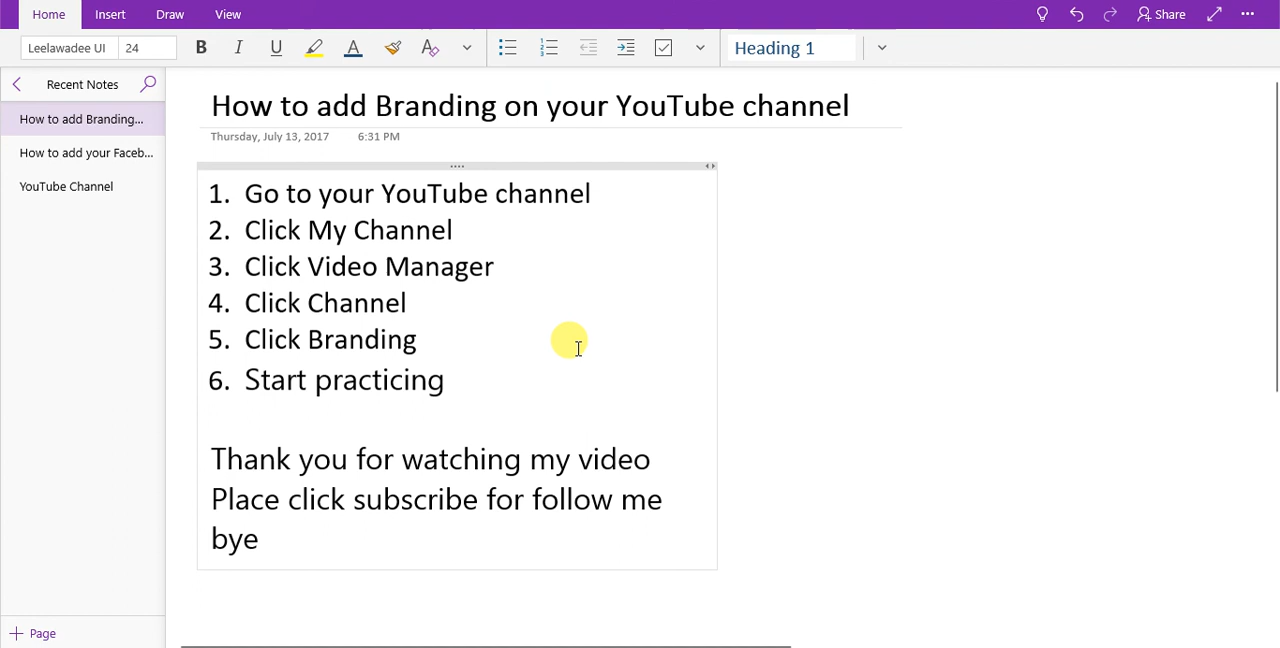 Home Insert Draw View Share
Leelawadee UI 24 B I U A A Heading 1
Recent Notes
How to add Branding...
How to add your Faceb...
YouTube Channel
How to add Branding on your YouTube channel
Thursday, July 13, 2017 6:31 PM
1. Go to your YouTube channel
2. Click My Channel
3. Click Video Manager
4. Click Channel
5. Click Branding
6. Start practicing
Thank you for watching my video
Place click subscribe for follow me
bye
Page